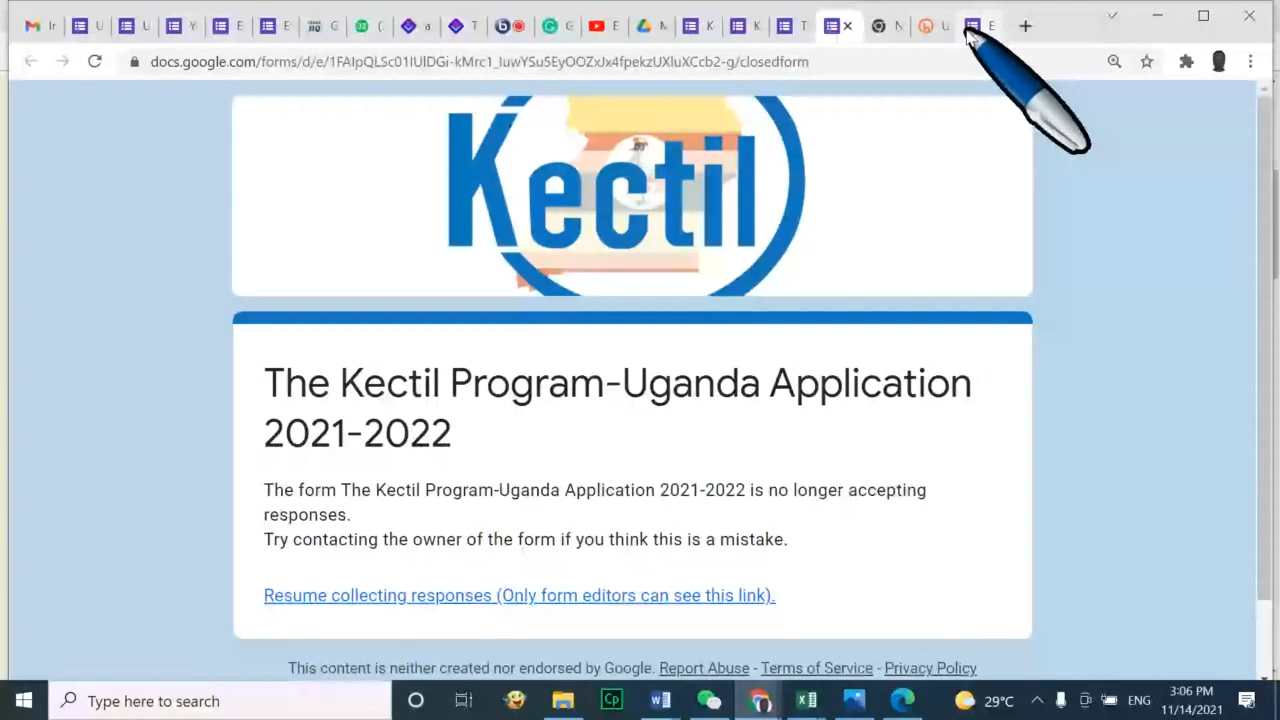 Ir U U Y E E G ( a T E G E M K K T N U E
docs.google.com/forms/d/e/1FAIpQLSc01IUIDGi-kMrc1_IuwYSu5EyOOZxJx4fpekzUXIuXCcb2-g/closedform
Kectil
The Kectil Program-Uganda Application
2021-2022
The form The Kectil Program-Uganda Application 2021-2022 is no longer accepting
responses.
Try contacting the owner of the form if you think this is a mistake.
Resume collecting responses (Only form editors can see this link).
This content is neither created nor endorsed by Google. Report Abuse - Terms of Service - Privacy Policy
Type here to search
Cp
29°C
ENG
3:06 PM
11/14/2021